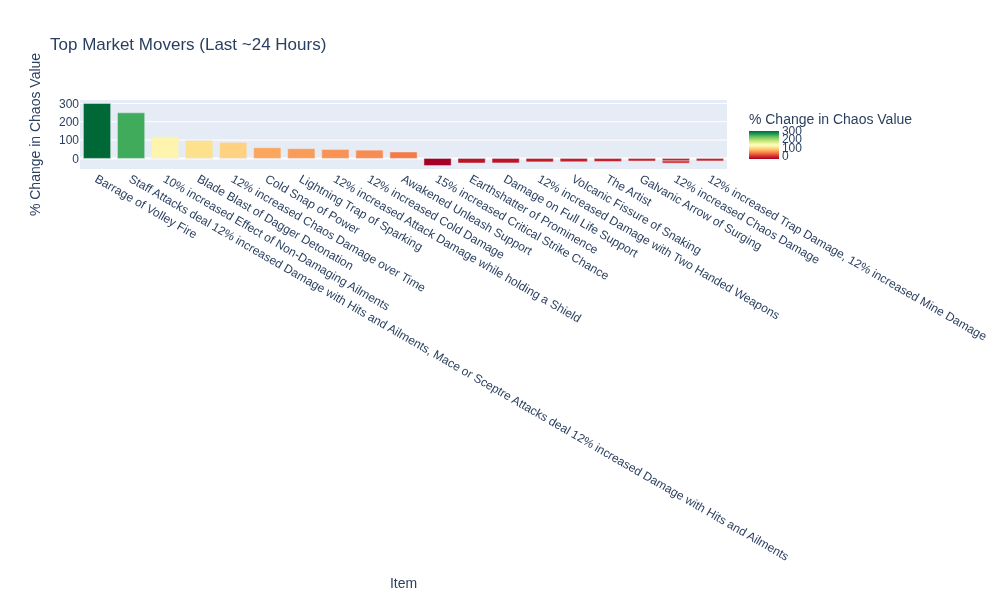 Top Market Movers (Last ~24 Hours)
% Change in Chaos Value
300
200
100
0
Barrage of Volley Fire
Staff Attacks deal 12% increased Damage with Hits and Ailments, Mace or Sceptre Attacks deal 12% increased Damage with Hits and Ailments
10% increased Effect of Non-Damaging Ailments
Blade Blast of Dagger Detonation
12% increased Chaos Damage over Time
Cold Snap of Power
Lightning Trap of Sparking
12% increased Attack Damage while holding a Shield
12% increased Cold Damage
Awakened Unleash Support
15% increased Critical Strike Chance
Earthshatter of Prominence
Damage on Full Life Support
12% increased Damage with Two Handed Weapons
Volcanic Fissure of Snaking
The Artist
Galvanic Arrow of Surging
12% increased Chaos Damage
12% increased Trap Damage, 12% increased Mine Damage
Item
% Change in Chaos Value
300
200
100
0